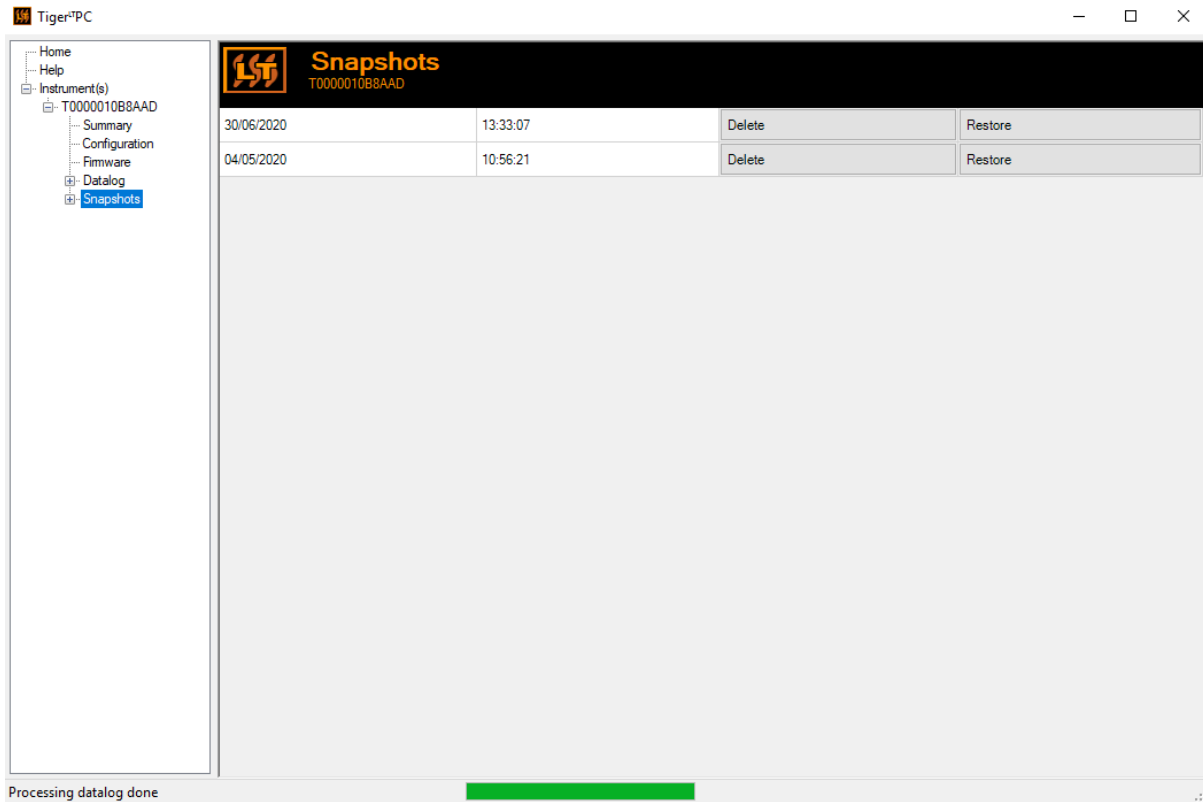 TigerᴸᵀPC
Home
Help
Instrument(s)
T0000010B8AAD
Summary
Configuration
Firmware
Datalog
Snapshots
LT
Snapshots
T0000010B8AAD
30/06/2020 13:33:07 Delete Restore
04/05/2020 10:56:21 Delete Restore
Processing datalog done